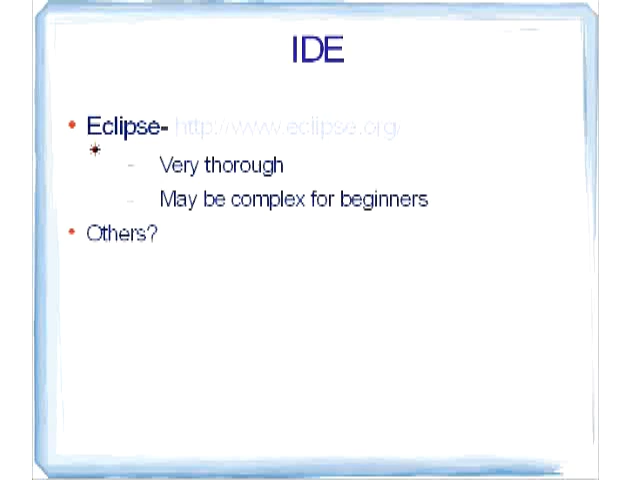 IDE
Eclipse- http://www.eclipse.org/
- Very thorough
- May be complex for beginners
Others?